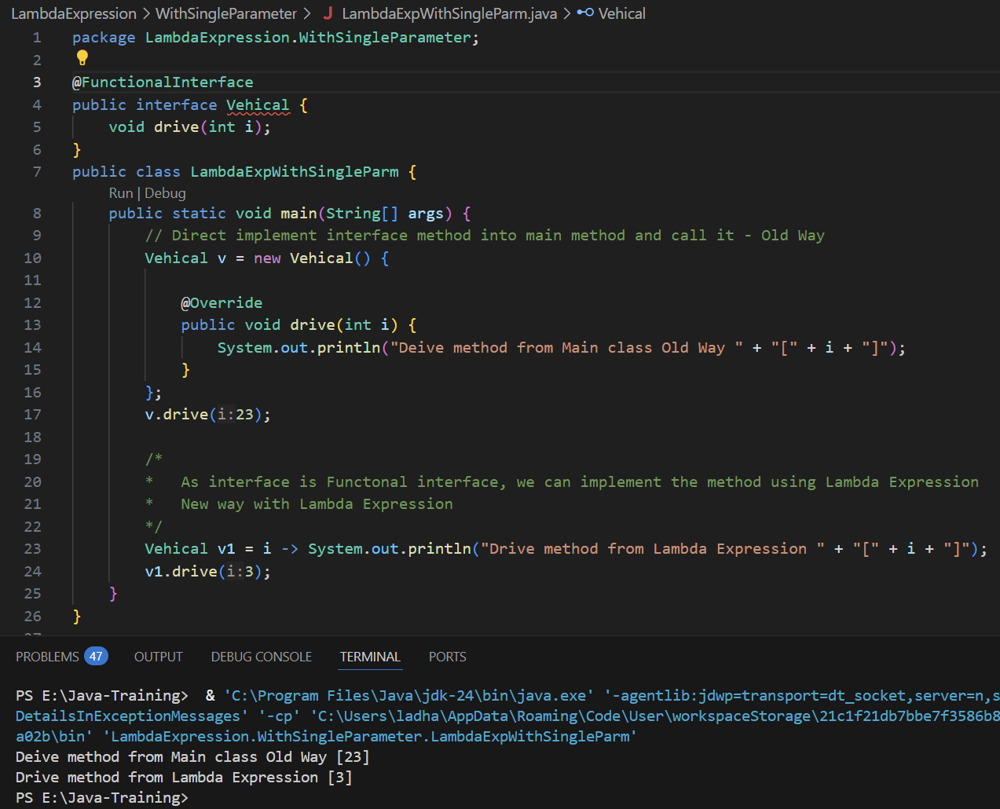 LambdaExpression > WithSingleParameter > J LambdaExpWithSingleParm.java > Vehical
1 package LambdaExpression.WithSingleParameter;
2
3 @FunctionalInterface
4 public interface Vehical {
5     void drive(int i);
6 }
7 public class LambdaExpWithSingleParm {
Run | Debug
8     public static void main(String[] args) {
9         // Direct implement interface method into main method and call it - Old Way
10         Vehical v = new Vehical() {
11
12             @Override
13             public void drive(int i) {
14                 System.out.println("Deive method from Main class Old Way " + "[" + i + "]");
15             }
16         };
17         v.drive(i:23);
18
19         /*
20         *   As interface is Functonal interface, we can implement the method using Lambda Expression
21         *   New way with Lambda Expression
22         */
23         Vehical v1 = i -> System.out.println("Drive method from Lambda Expression " + "[" + i + "]");
24         v1.drive(i:3);
25     }
26 }
27
PROBLEMS 47 OUTPUT DEBUG CONSOLE TERMINAL PORTS
PS E:\Java-Training>  & 'C:\Program Files\Java\jdk-24\bin\java.exe' '-agentlib:jdwp=transport=dt_socket,server=n,s
DetailsInExceptionMessages' '-cp' 'C:\Users\ladha\AppData\Roaming\Code\User\workspaceStorage\21c1f21db7bbe7f3586b8
a02b\bin' 'LambdaExpression.WithSingleParameter.LambdaExpWithSingleParm'
Deive method from Main class Old Way [23]
Drive method from Lambda Expression [3]
PS E:\Java-Training>